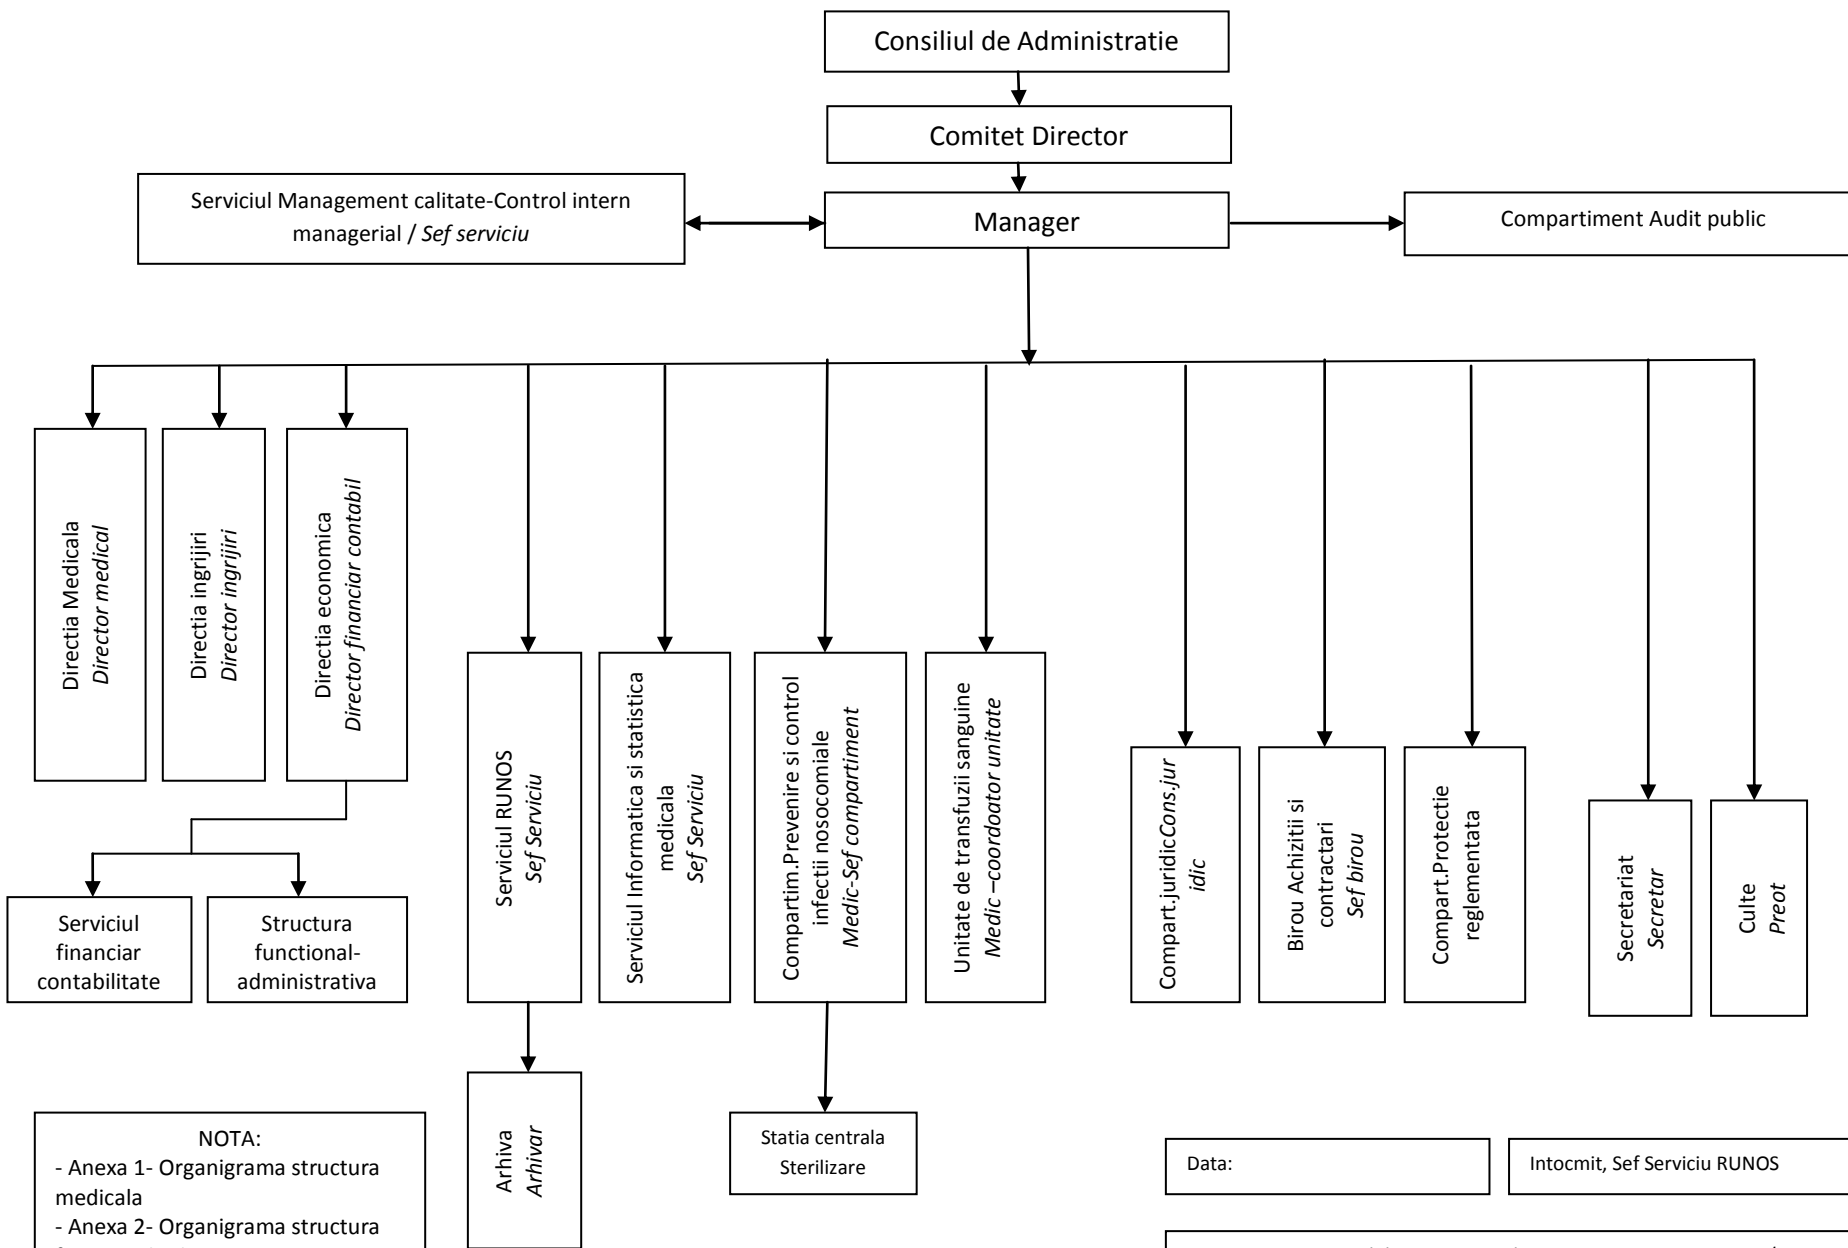 Consiliul de Administratie
Comitet Director
Serviciul Management calitate-Control intern
managerial / Sef serviciu
Manager
Compartiment Audit public
Directia Medicala
Director medical
Directia ingrijiri
Director ingrijiri
Directia economica
Director financiar contabil
Serviciul RUNOS
Sef Serviciu
Serviciul Informatica si statistica
medicala
Sef Serviciu
Compartim.Prevenire si control
infectii nosocomiale
Medic-Sef compartiment
Unitate de transfuzii sanguine
Medic –coordoator unitate
Compart.juridicCons.jur
idic
Birou Achizitii si
contractari
Sef birou
Compart.Protectie
reglementata
Secretariat
Secretar
Culte
Preot
Serviciul
financiar
contabilitate
Structura
functional-
administrativa
Arhiva
Arhivar
Statia centrala
Sterilizare
NOTA:
- Anexa 1- Organigrama structura
medicala
- Anexa 2- Organigrama structura
Data:
Intocmit, Sef Serviciu RUNOS